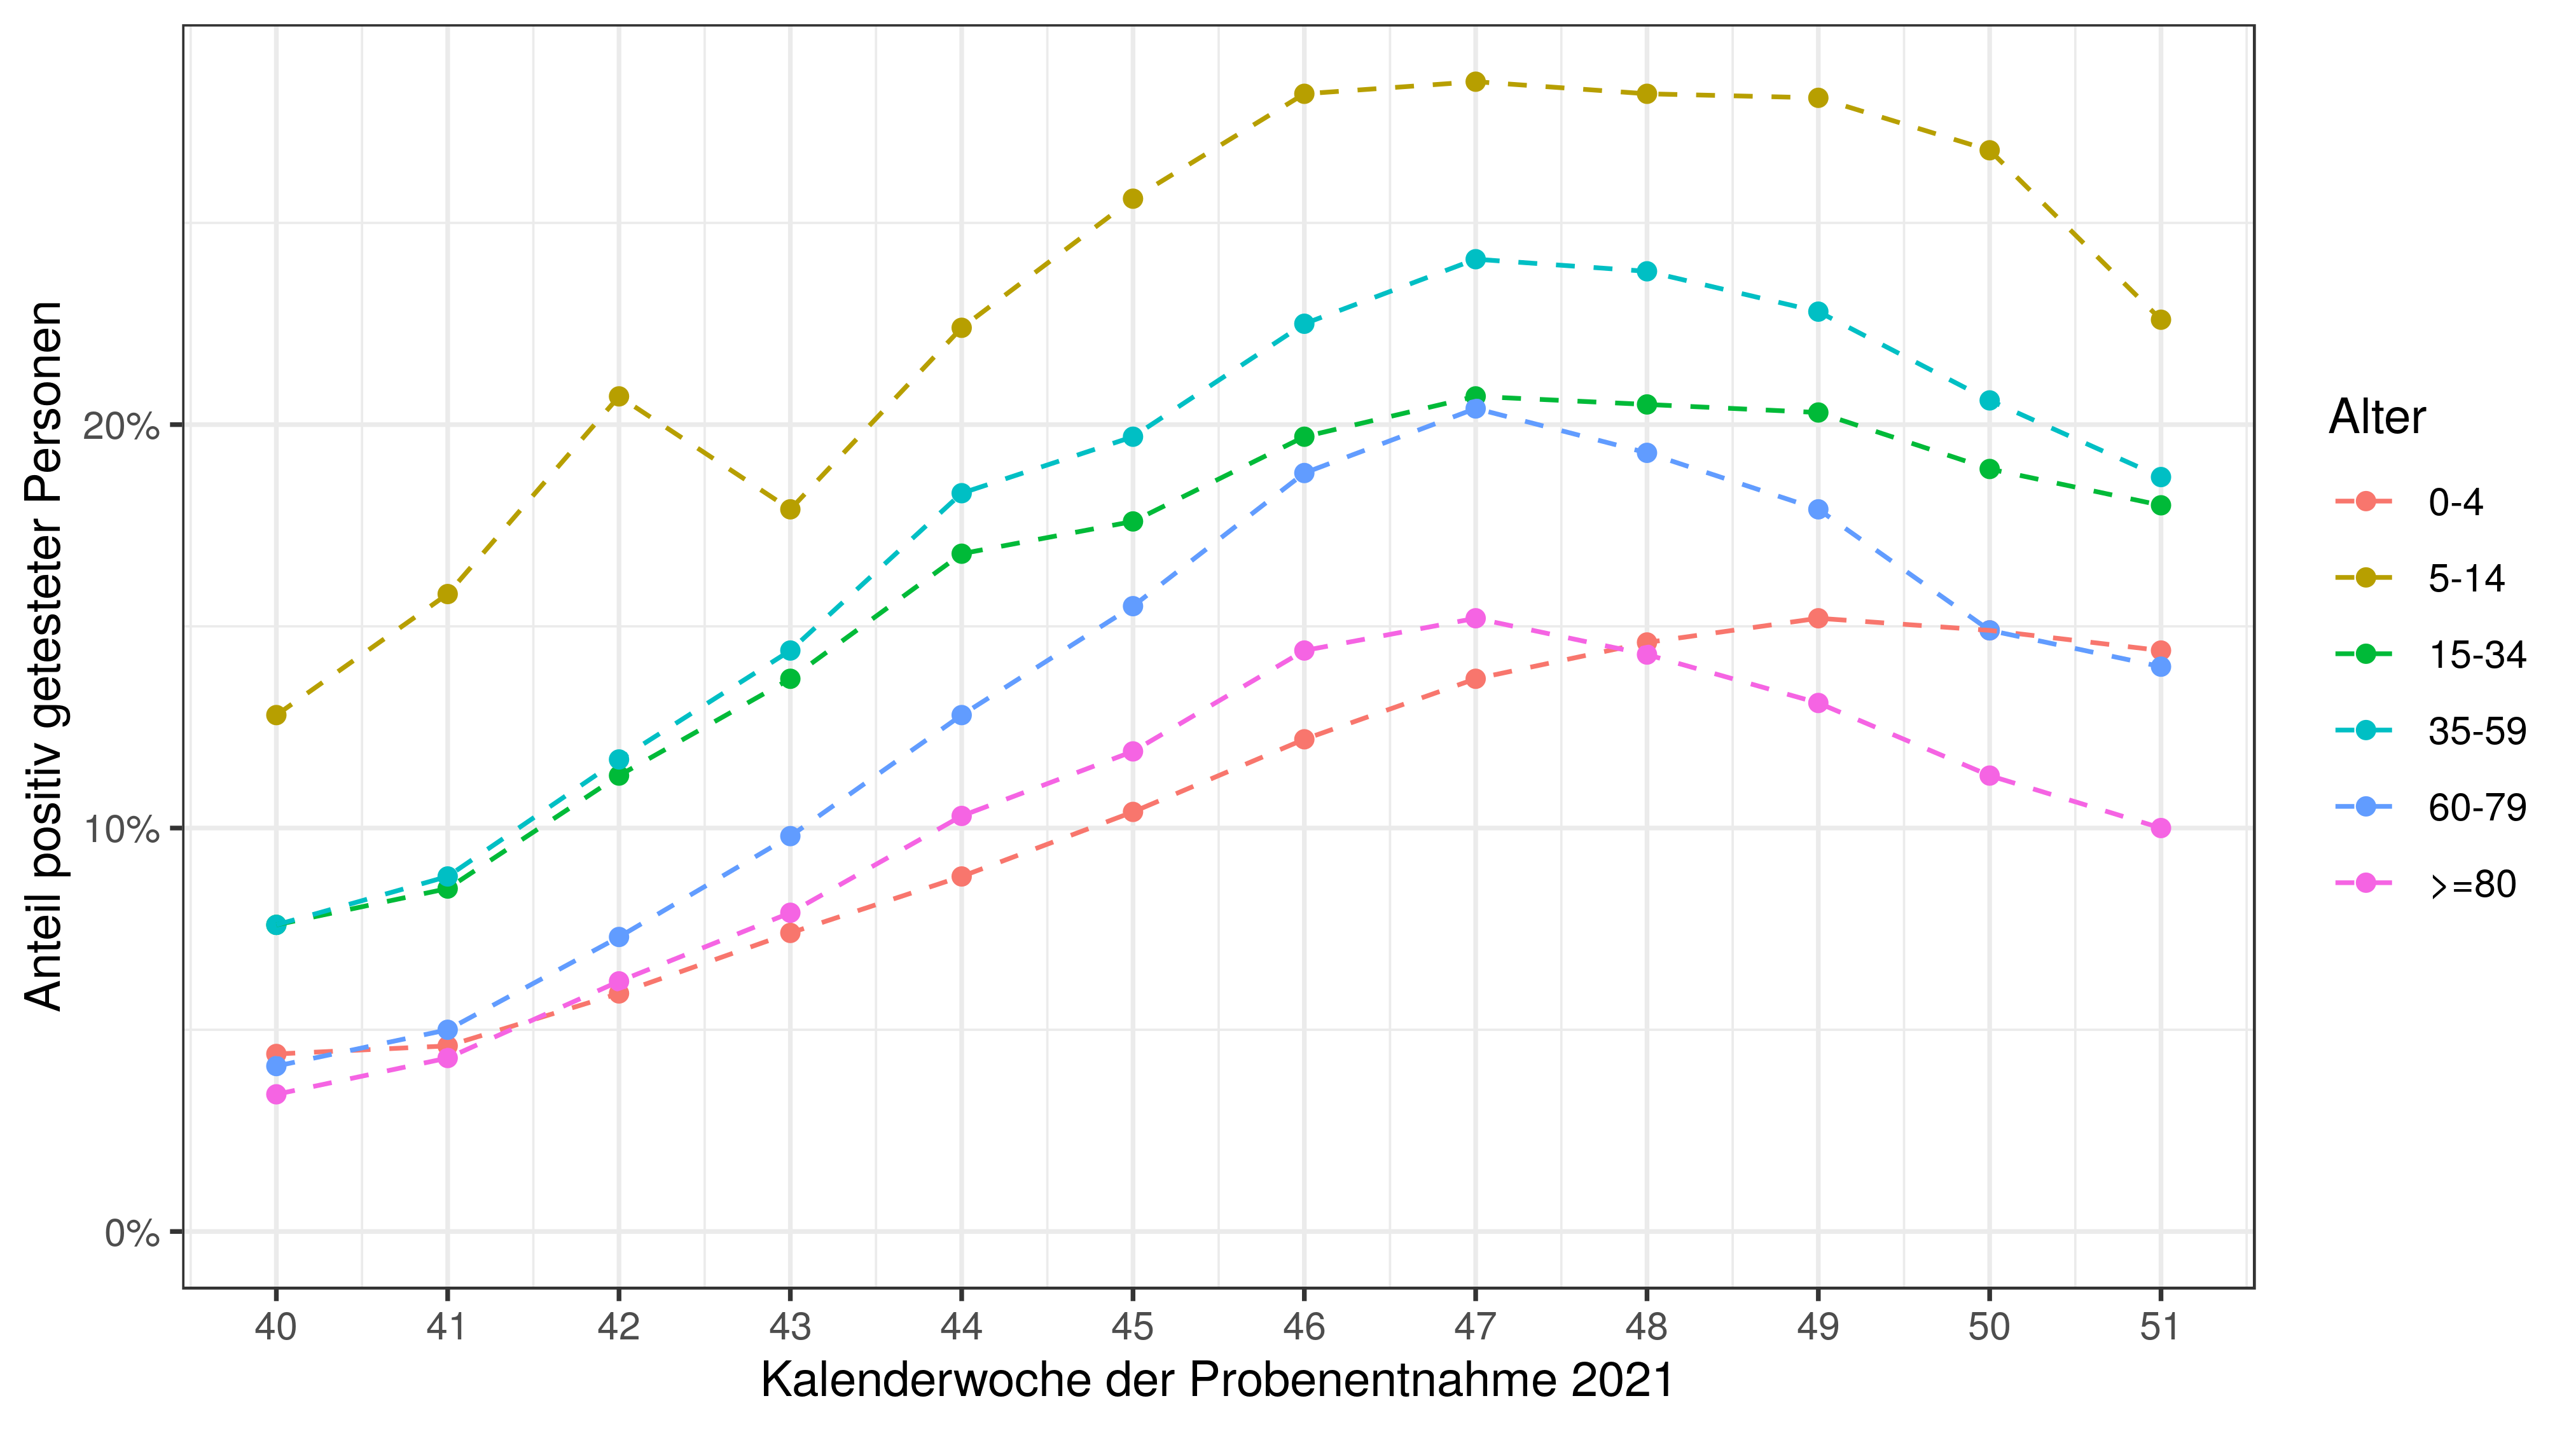 Anteil positiv getesteter Personen
20%
10%
0%
40 41 42 43 44 45 46 47 48 49 50 51
Kalenderwoche der Probenentnahme 2021
Alter
0-4
5-14
15-34
35-59
60-79
>=80